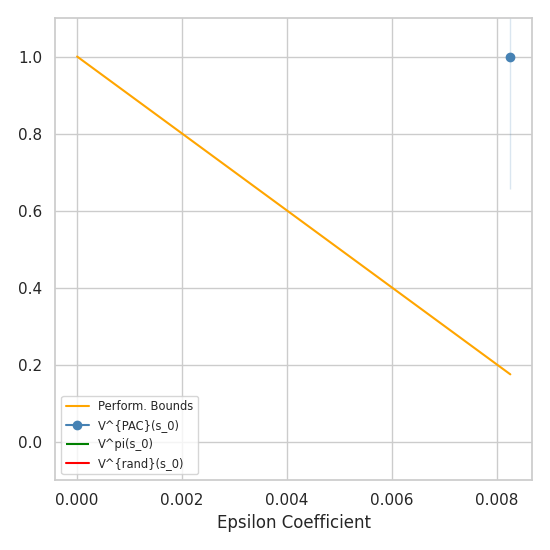 1.0
0.8
0.6
0.4
0.2
0.0
Perform. Bounds
V^{PAC}(s_0)
V^pi(s_0)
V^{rand}(s_0)
0.000 0.002 0.004 0.006 0.008
Epsilon Coefficient